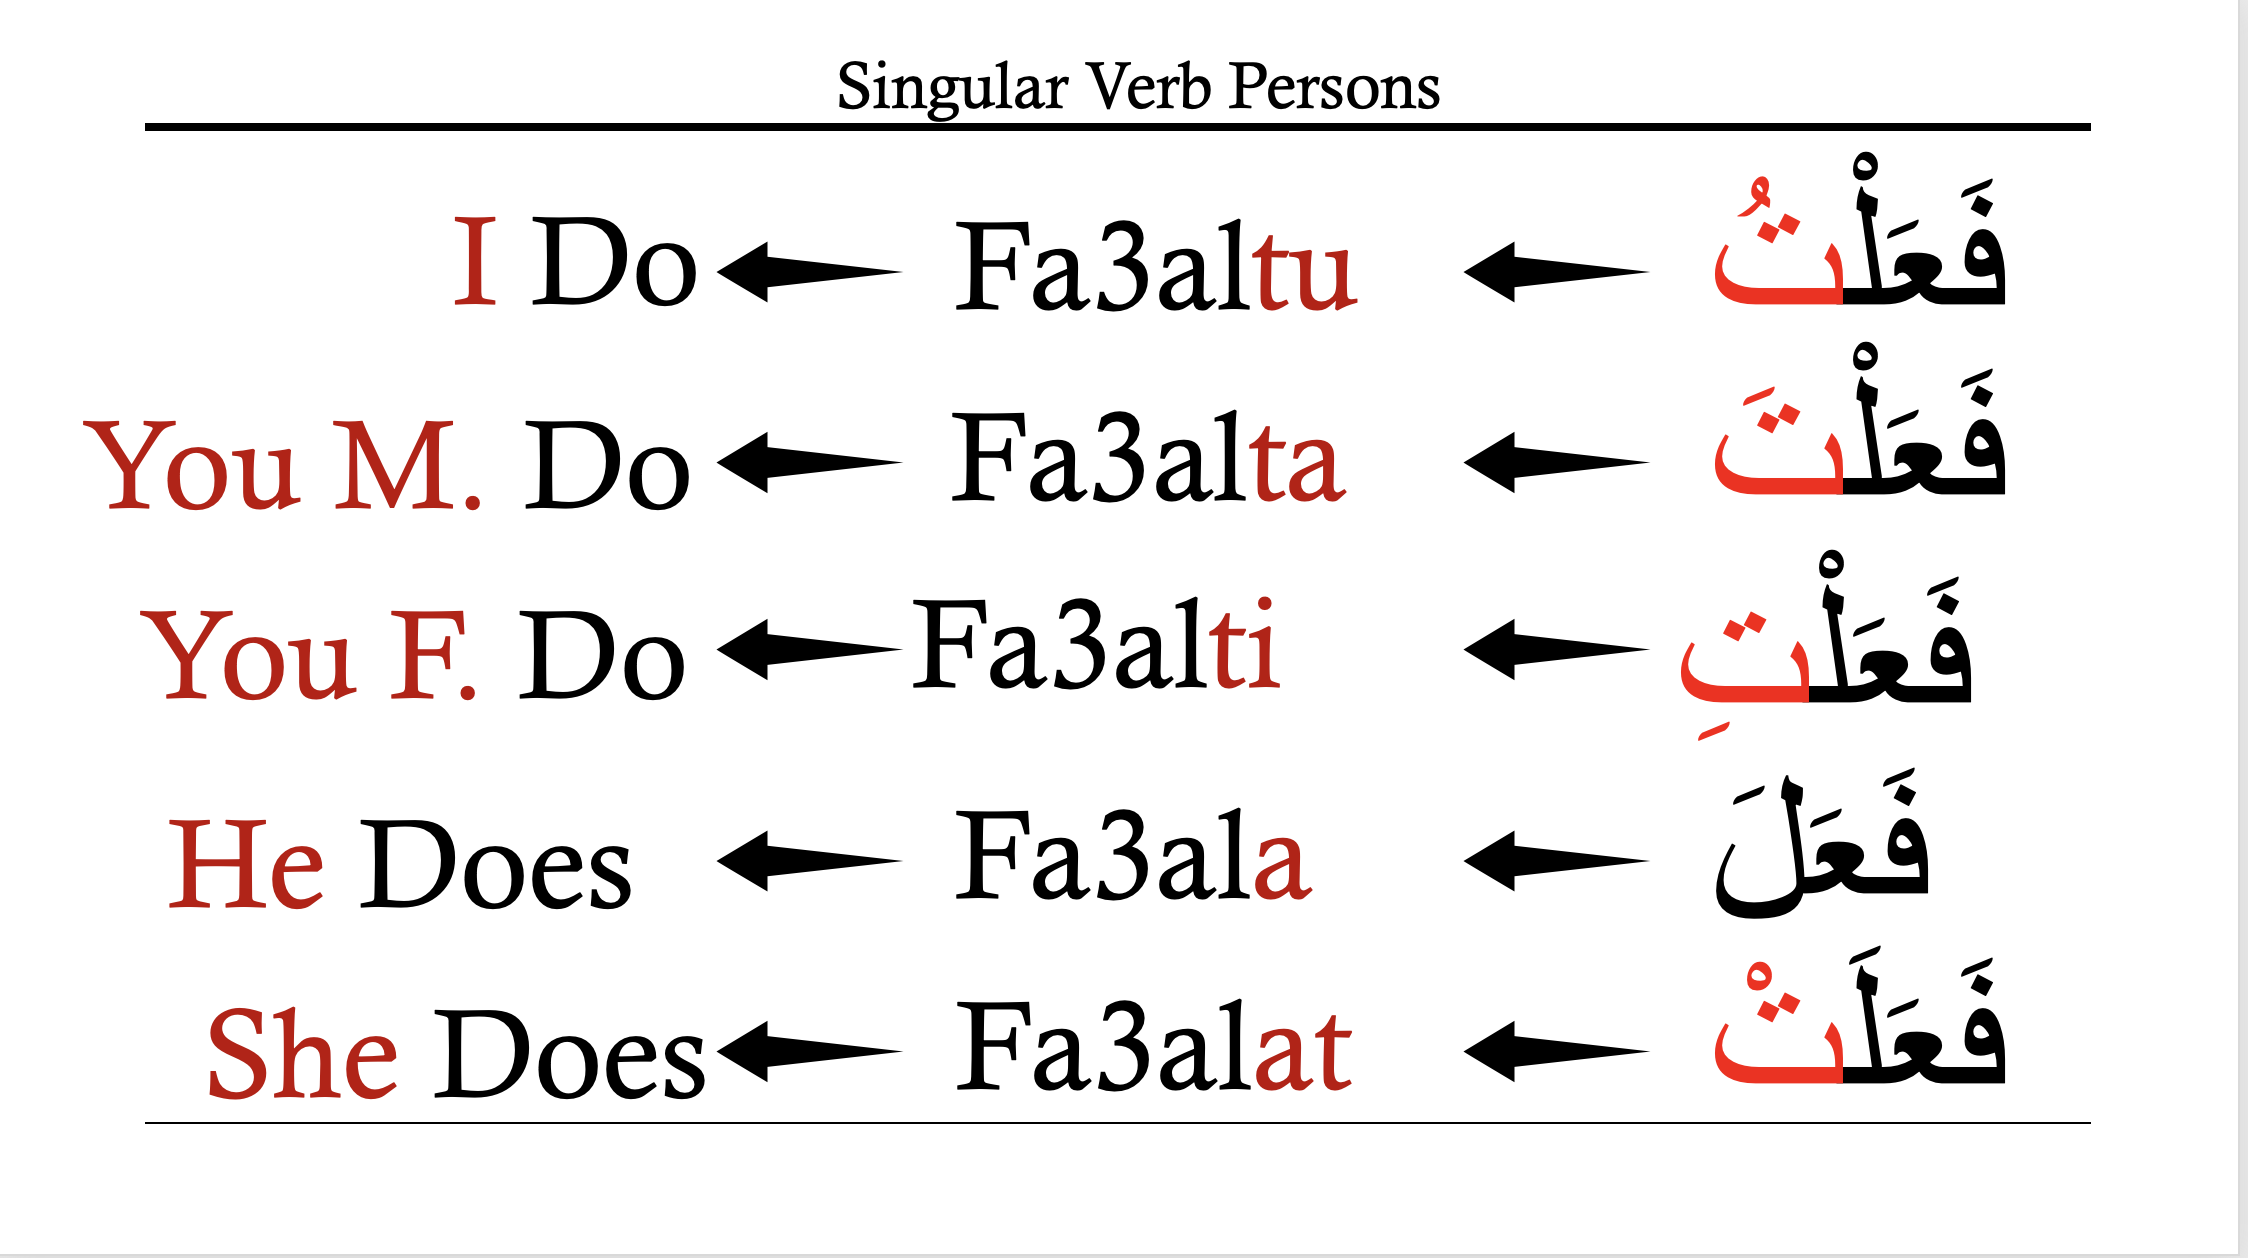 Singular Verb Persons
I Do Fa3altu فَعَلْتُ
You M. Do Fa3alta فَعَلْتَ
You F. Do Fa3alti فَعَلْتِ
He Does Fa3ala فَعَلَ
She Does Fa3alat فَعَلَتْ